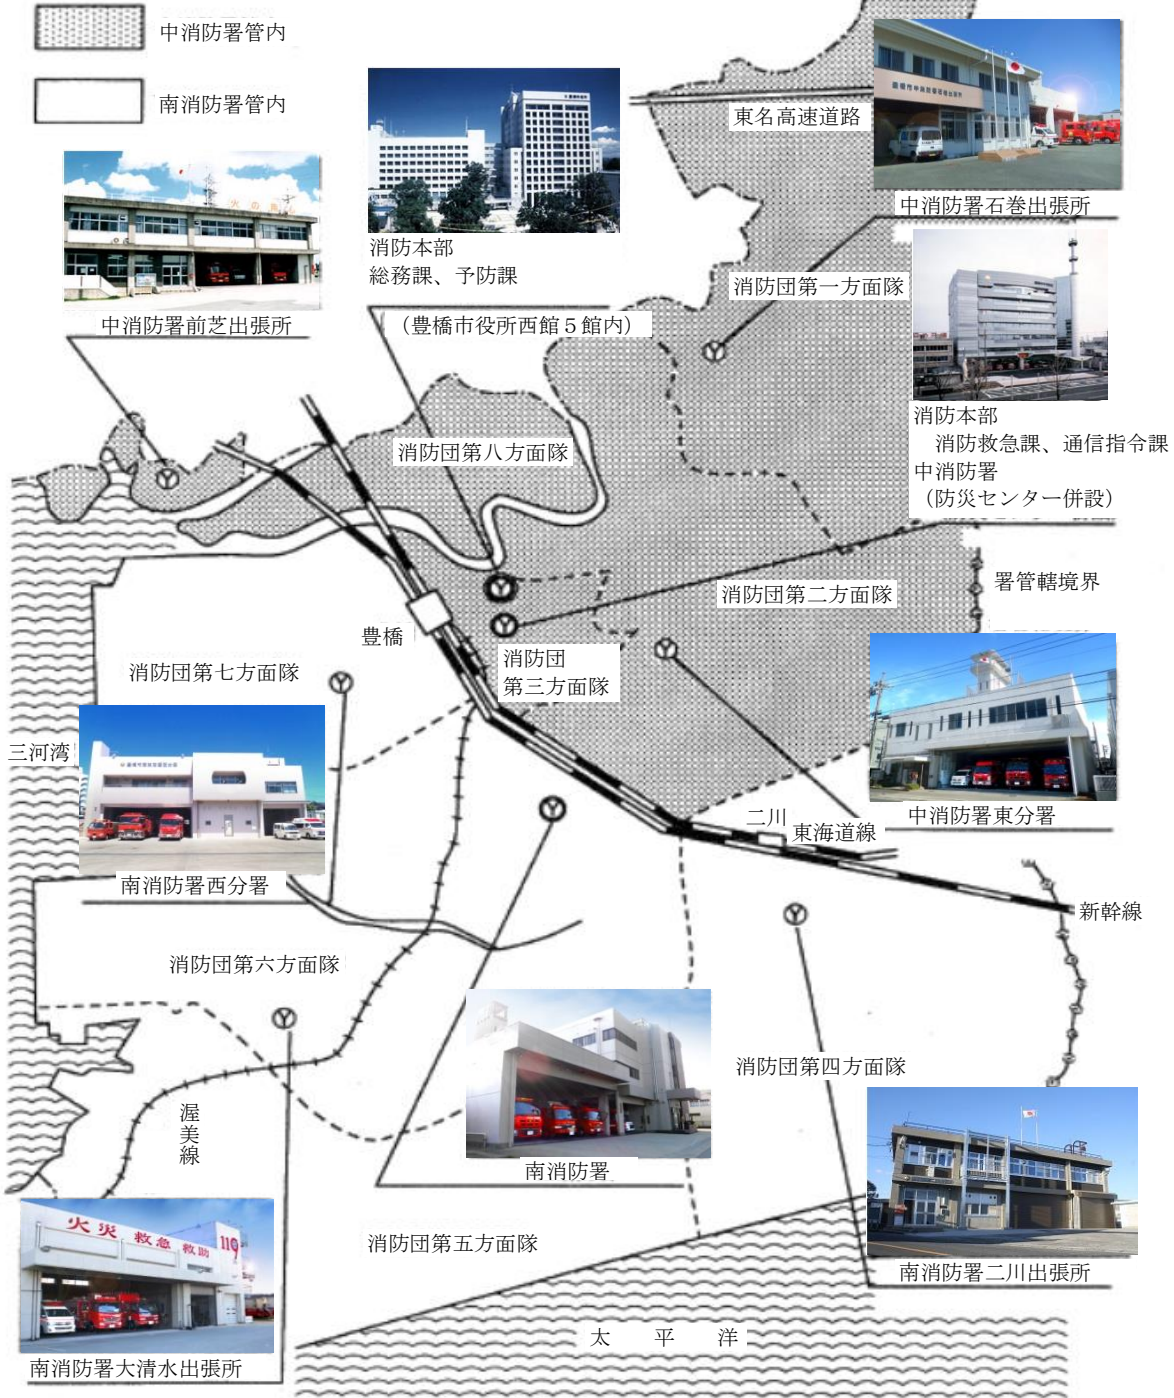 中消防署管内
南消防署管内
東名高速道路
中消防署石巻出張所
消防本部
総務課、予防課
(豊橋市役所西館５館内)
火の用心
中消防署前芝出張所
消防団第一方面隊
消防本部
消防救急課、通信指令課
中消防署
(防災センター併設)
消防団第八方面隊
署管轄境界
消防団第二方面隊
豊橋
消防団
第三方面隊
消防団第七方面隊
三河湾
中消防署東分署
二川
東海道線
南消防署西分署
新幹線
消防団第六方面隊
消防団第四方面隊
渥美線
南消防署
火災 救急 救助 119
消防団第五方面隊
南消防署二川出張所
太平洋
南消防署大清水出張所